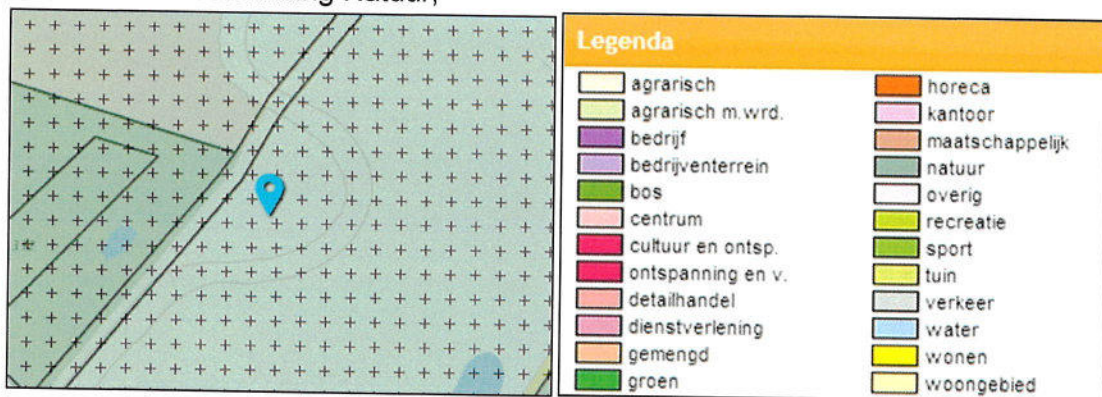 Natuur,
Legenda
agrarisch
agrarisch m.wrd.
bedrijf
bedrijventerrein
bos
centrum
cultuur en ontsp.
ontspanning en v.
detailhandel
dienstverlening
gemengd
groen
horeca
kantoor
maatschappelijk
natuur
overig
recreatie
sport
tuin
verkeer
water
wonen
woongebied